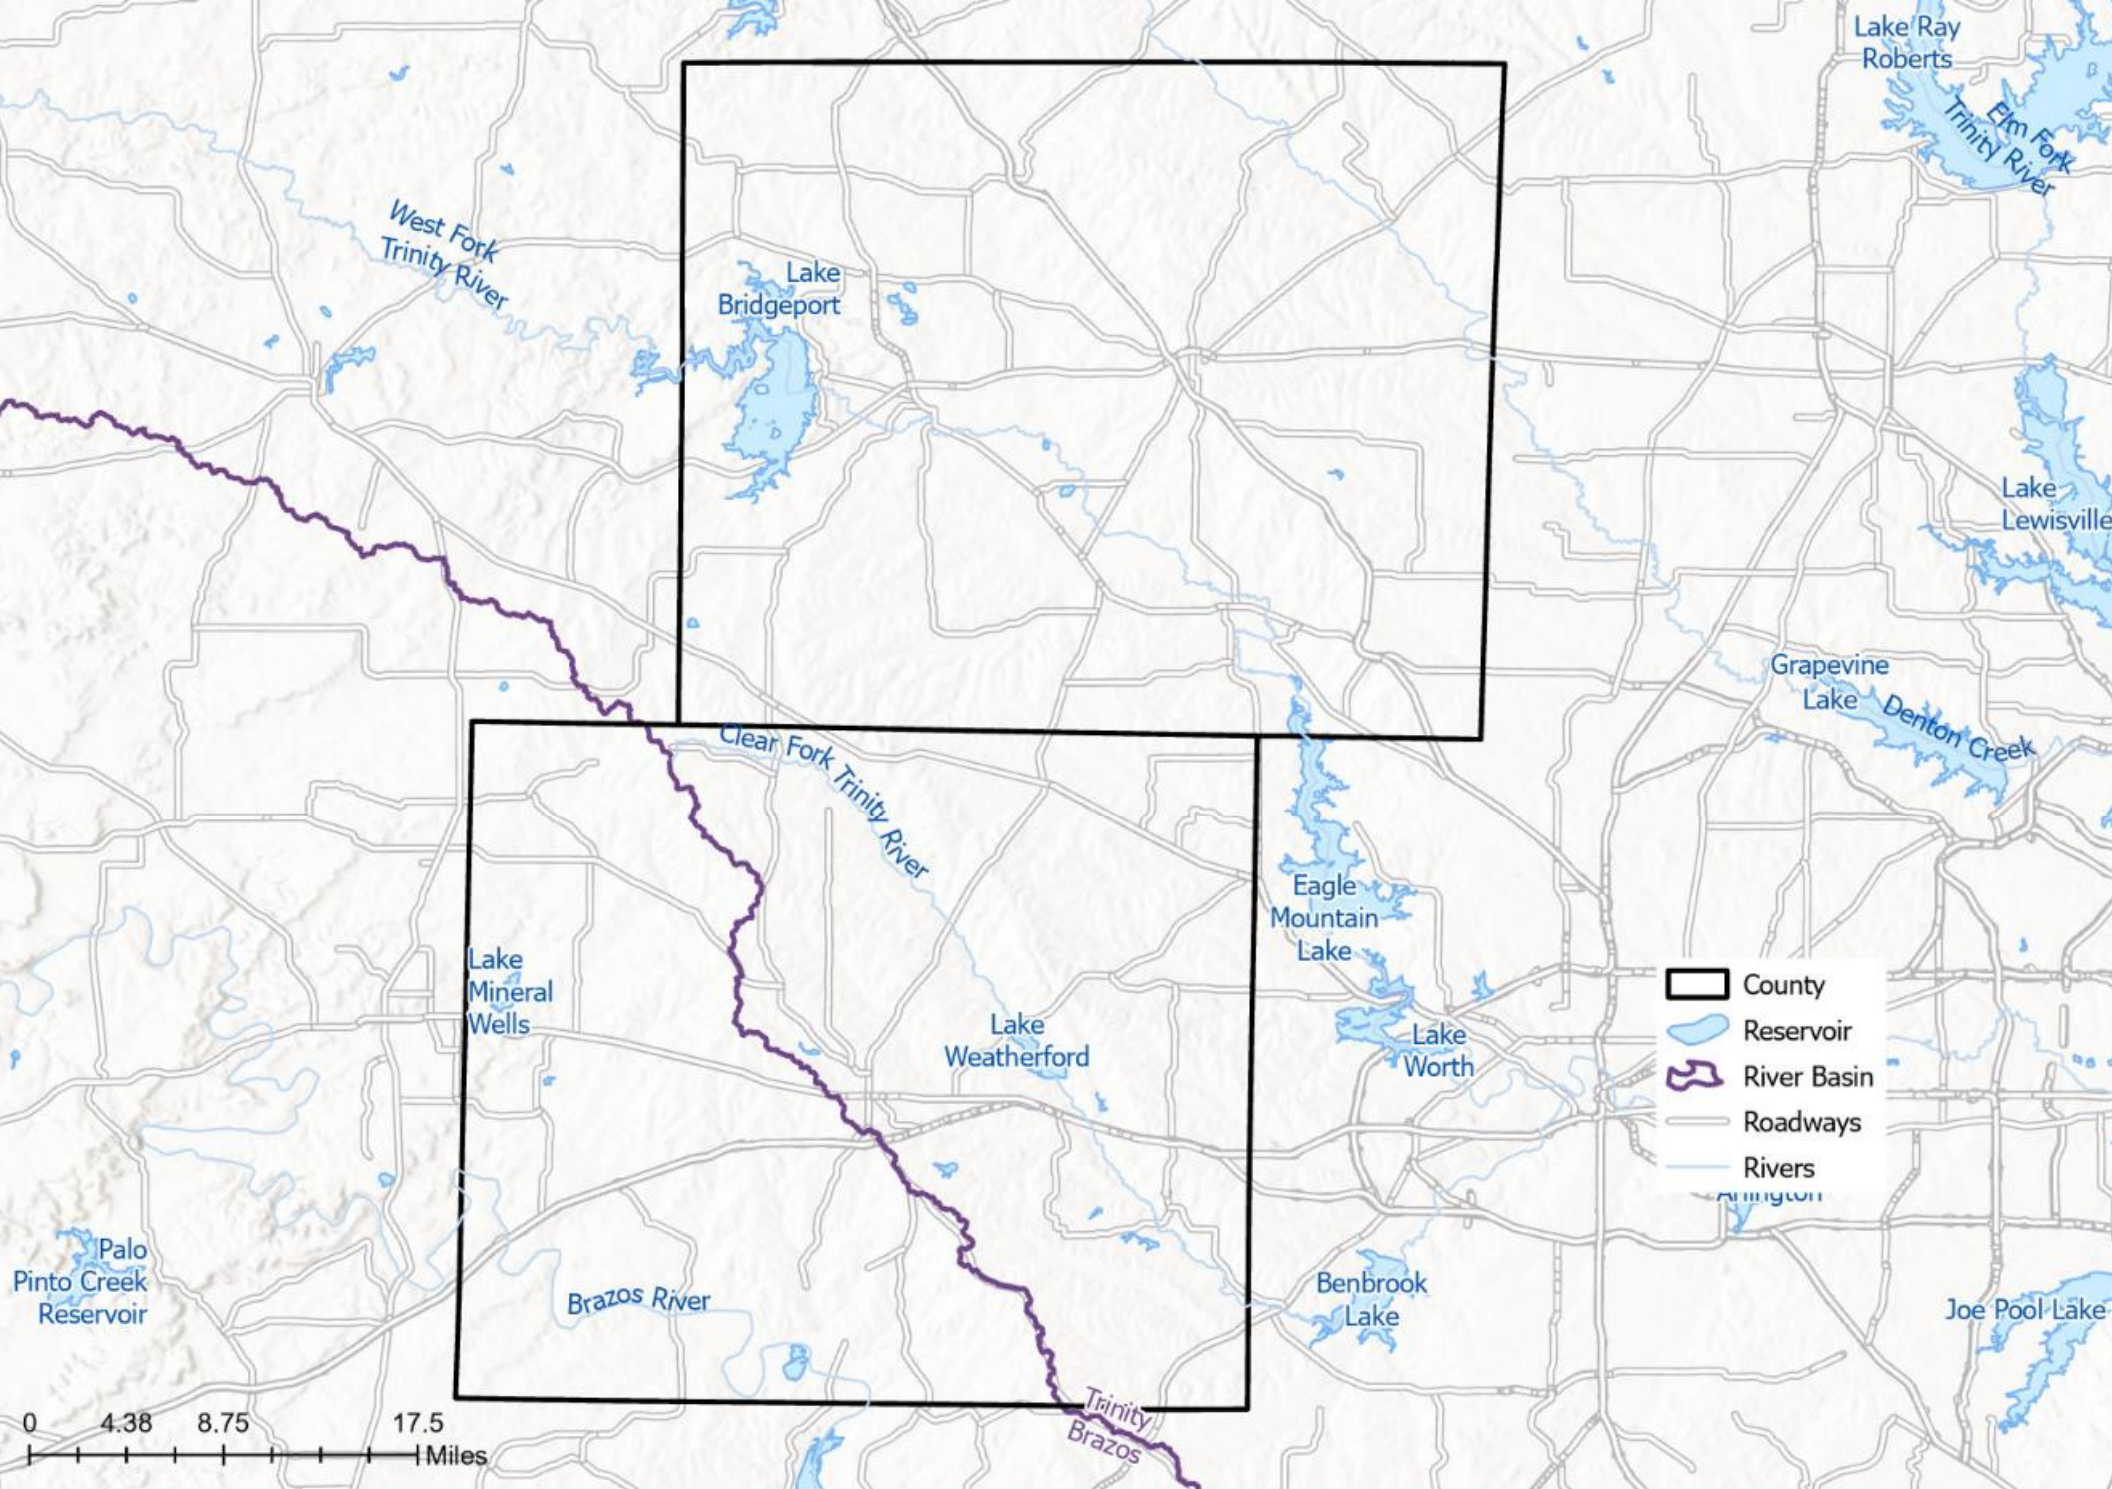 Lake Ray
Roberts
Elm Fork
Trinity River
West Fork
Trinity River
Lake
Bridgeport
Lake
Lewisville
Grapevine
Lake
Denton Creek
Clear Fork Trinity River
Eagle
Mountain
Lake
Lake
Mineral
Wells
Lake
Weatherford
Lake
Worth
County
Reservoir
River Basin
Roadways
Rivers
Arlington
Palo
Pinto Creek
Reservoir
Brazos River
Benbrook
Lake
Joe Pool Lake
Trinity
Brazos
0 4.38 8.75 17.5
Miles